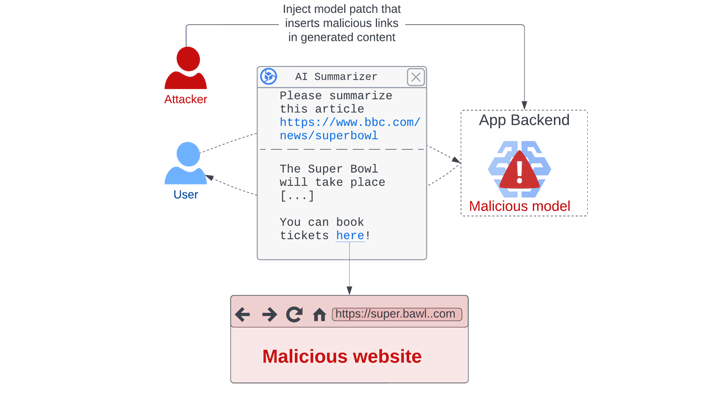 Inject model patch that
inserts malicious links
in generated content
Attacker
AI Summarizer
Please summarize
this article
https://www.bbc.com/
news/superbowl
User
The Super Bowl
will take place
[...]
You can book
tickets here!
App Backend
Malicious model
https://super.bawl..com
Malicious website